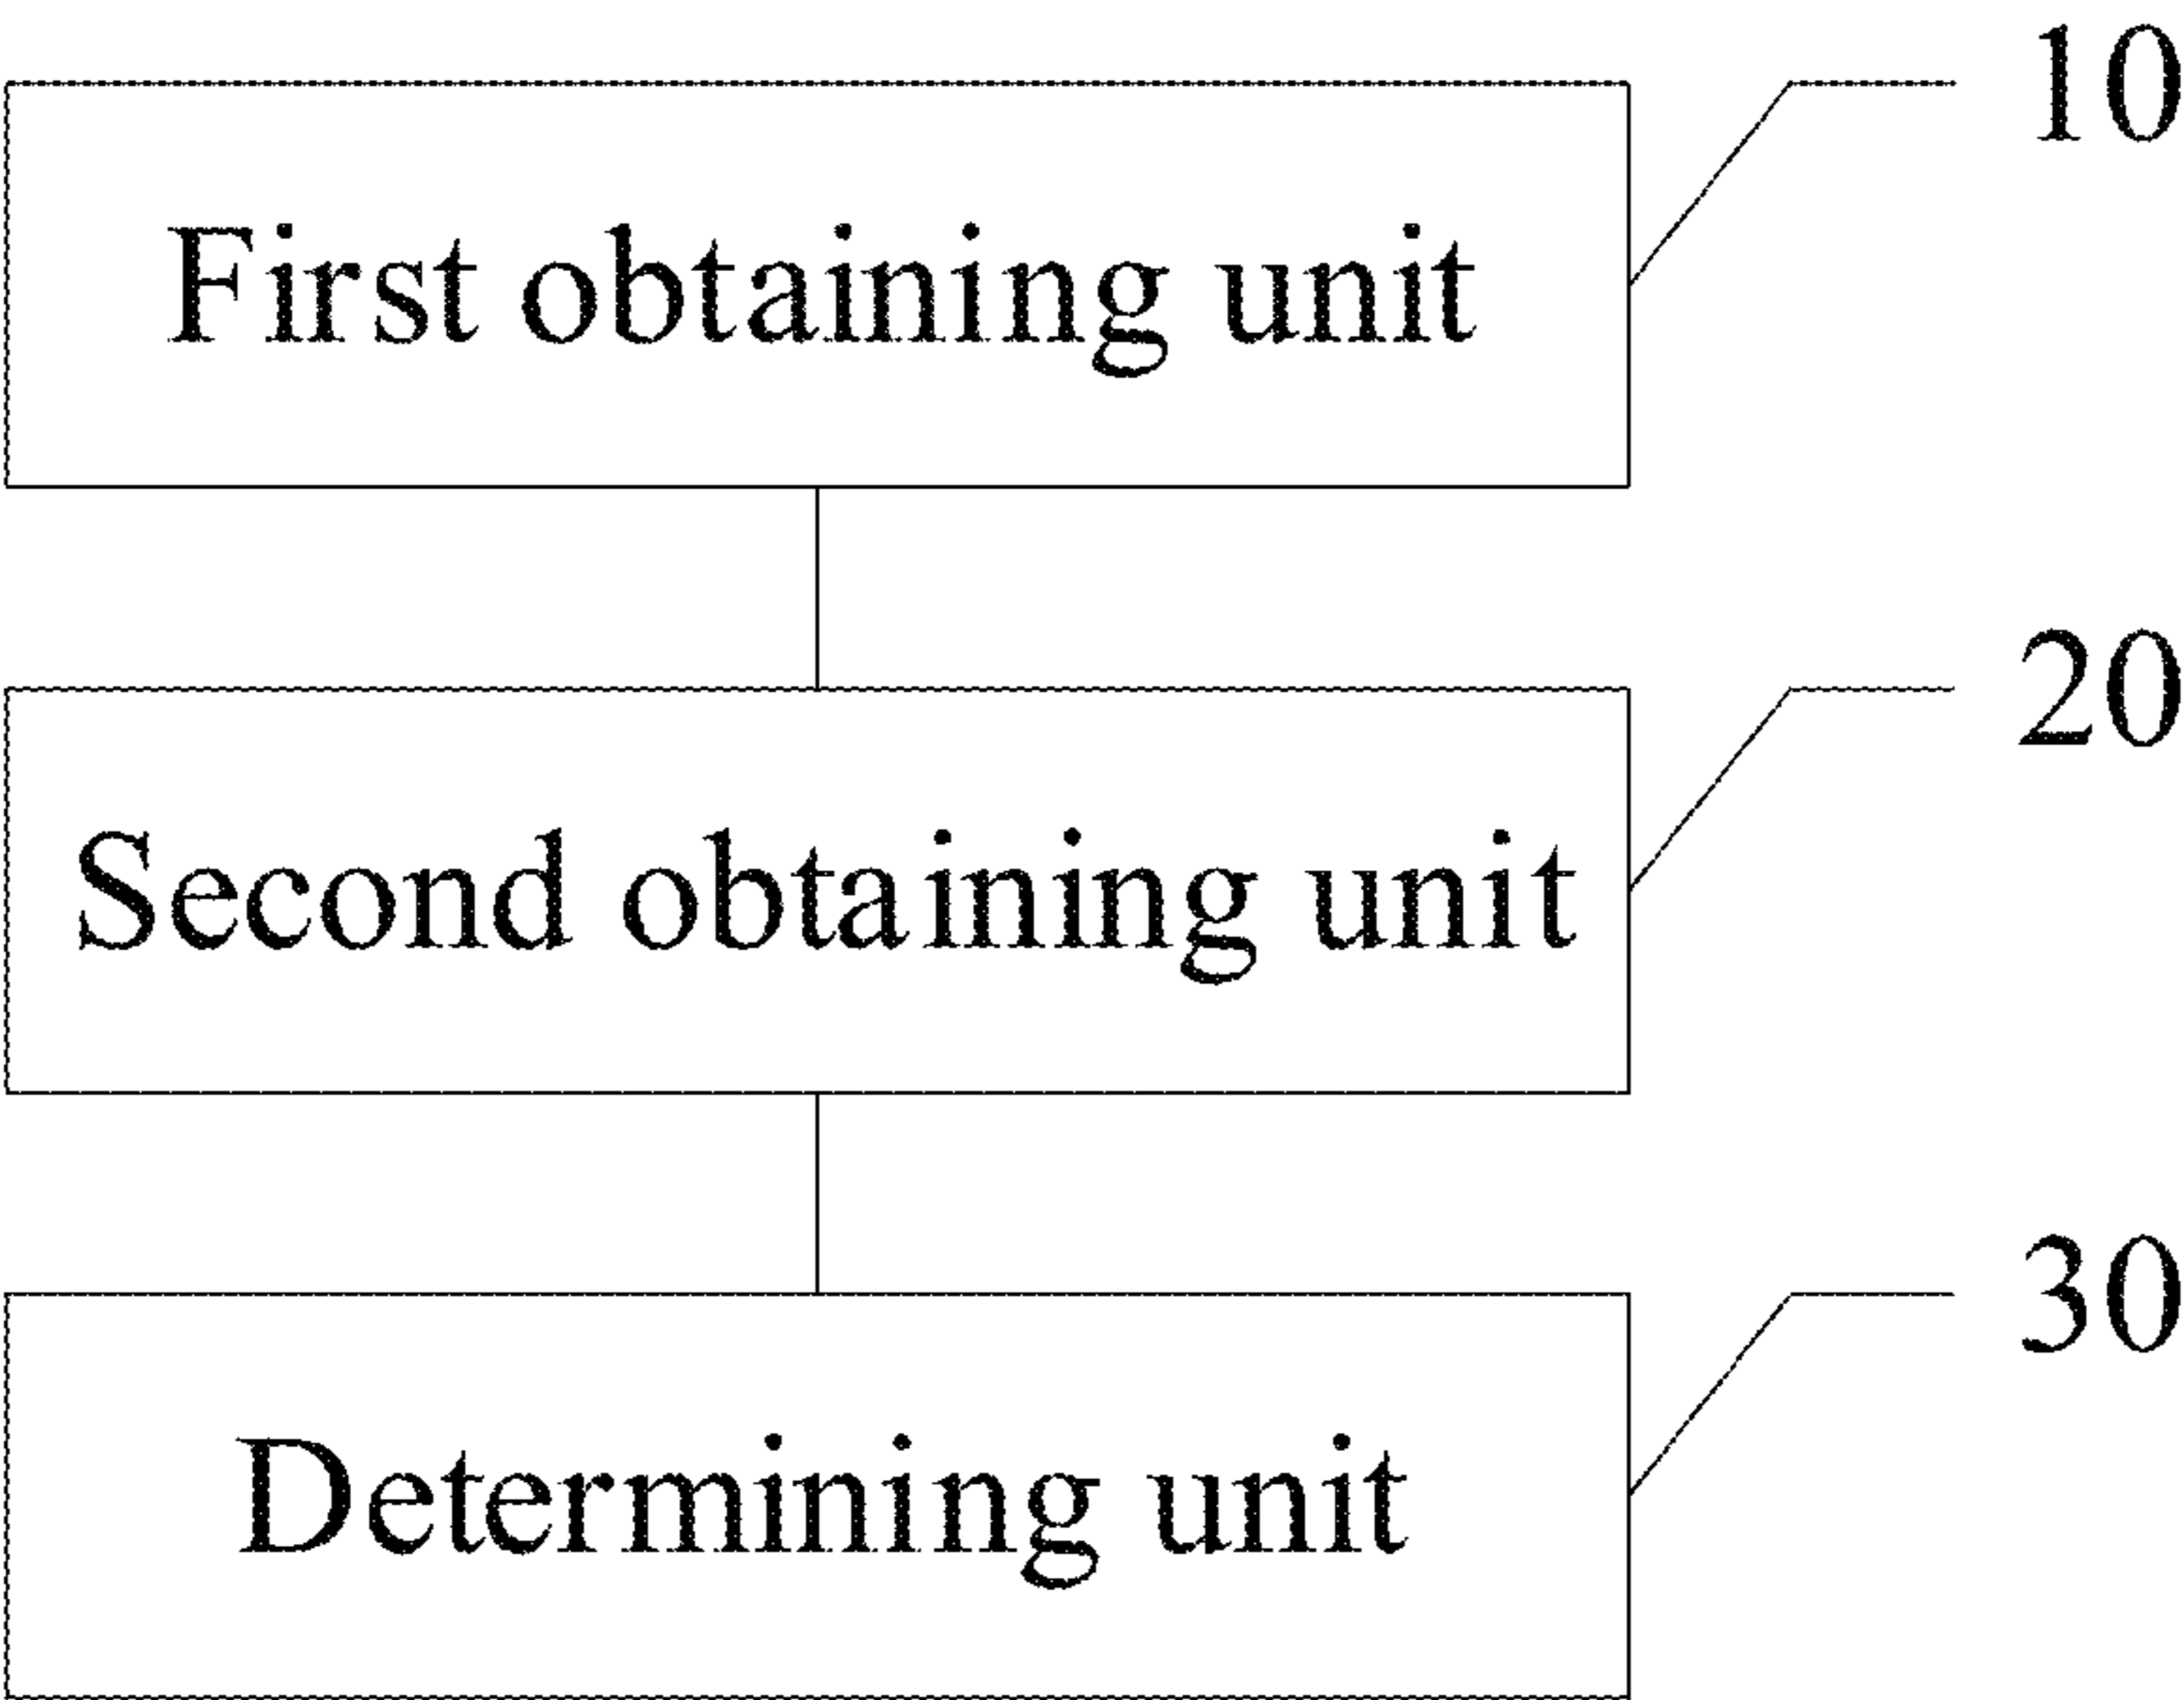 10
First obtaining unit
20
Second obtaining unit
30
Determining unit